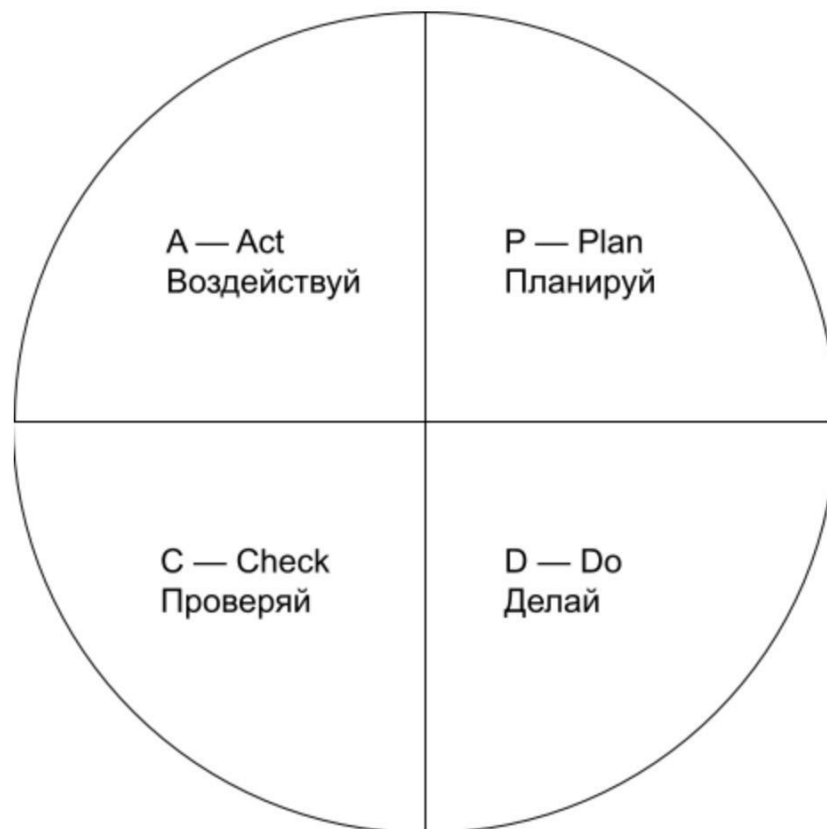 A — Act
Воздействуй
P — Plan
Планируй
C — Check
Проверяй
D — Do
Делай